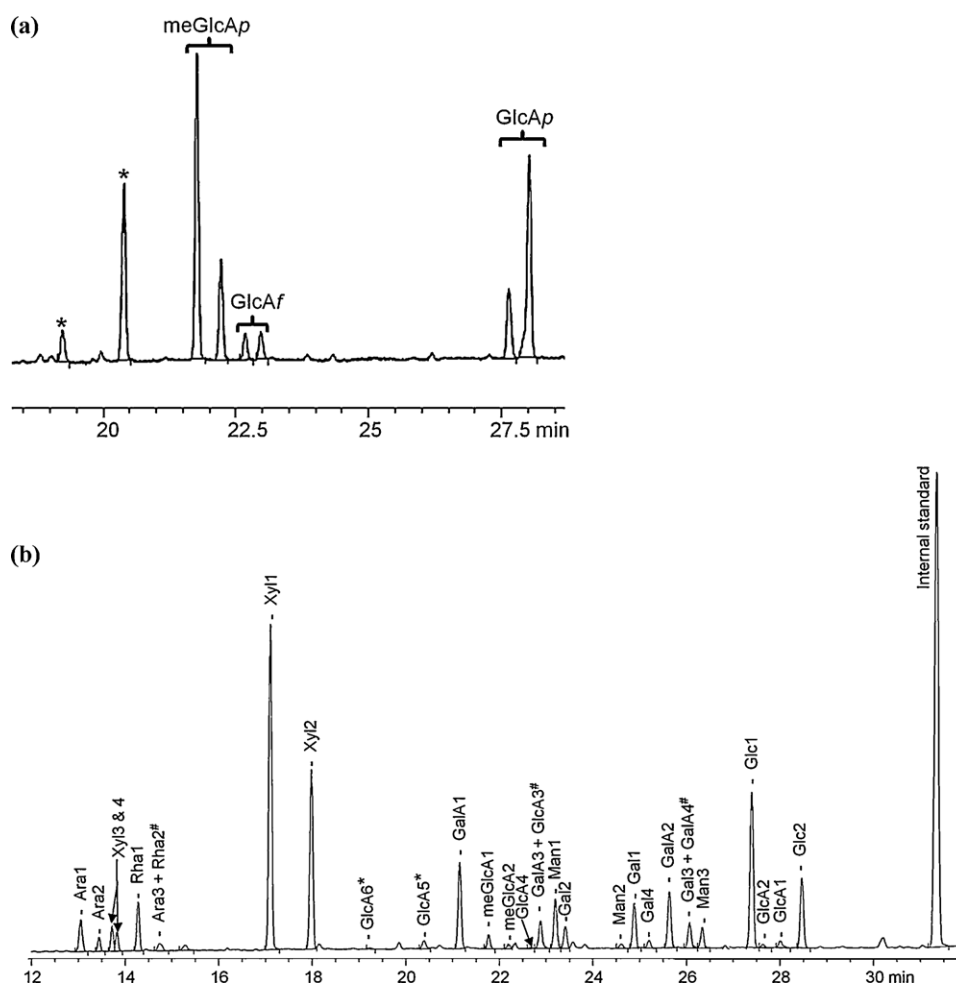 (a)
meGlcAp
GlcAp
*
*
GlcAf
20
22.5
25
27.5 min
(b)
Ara1
Ara2
Xyl3 & 4
Rha1
Ara3 + Rha2#
Xyl1
Xyl2
GlcA6*
GlcA5*
GalA1
meGlcA1
meGlcA2
GlcA4
GalA3 + GlcA3#
Man1
Gal2
Man2
Gal1
Gal4
GalA2
Gal3 + GalA4#
Man3
Glc1
GlcA2
GlcA1
Glc2
Internal standard
12
14
16
18
20
22
24
26
28
30 min